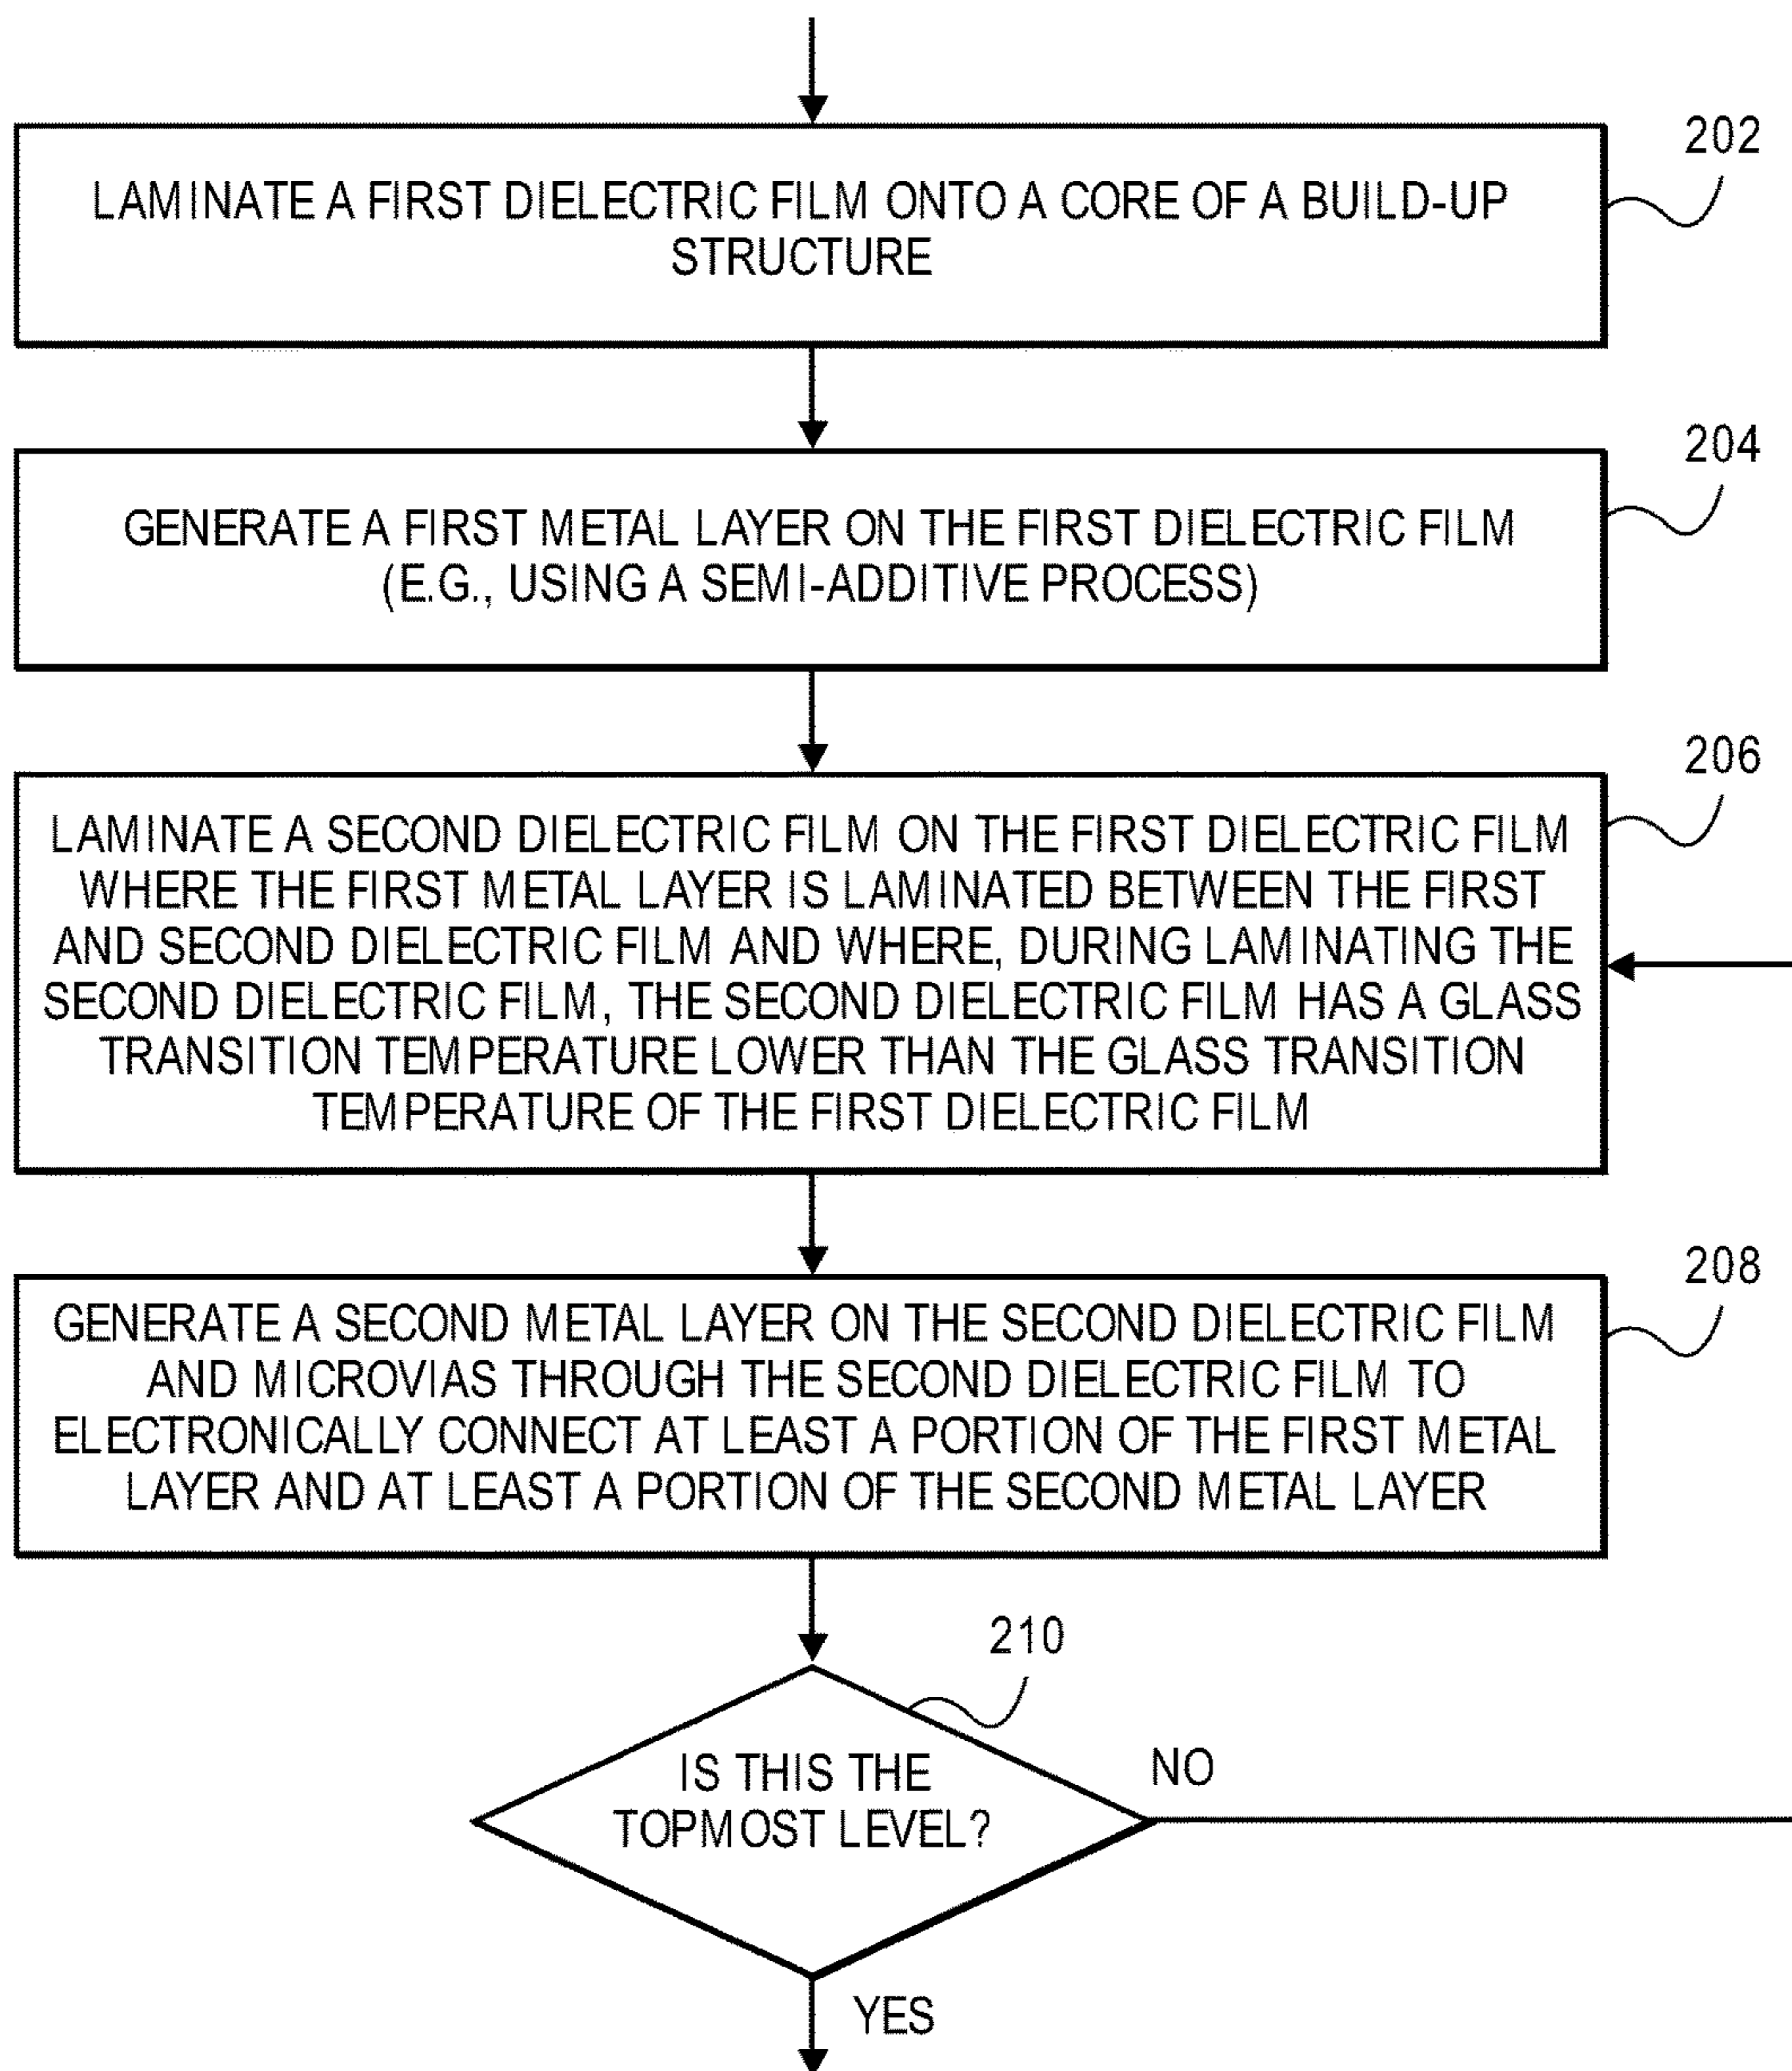 202
LAMINATE A FIRST DIELECTRIC FILM ONTO A CORE OF A BUILD-UP
STRUCTURE
204
GENERATE A FIRST METAL LAYER ON THE FIRST DIELECTRIC FILM
(E.G., USING A SEMI-ADDITIVE PROCESS)
206
LAMINATE A SECOND DIELECTRIC FILM ON THE FIRST DIELECTRIC FILM
WHERE THE FIRST METAL LAYER IS LAMINATED BETWEEN THE FIRST
AND SECOND DIELECTRIC FILM AND WHERE, DURING LAMINATING THE
SECOND DIELECTRIC FILM, THE SECOND DIELECTRIC FILM HAS A GLASS
TRANSITION TEMPERATURE LOWER THAN THE GLASS TRANSITION
TEMPERATURE OF THE FIRST DIELECTRIC FILM
208
GENERATE A SECOND METAL LAYER ON THE SECOND DIELECTRIC FILM
AND MICROVIAS THROUGH THE SECOND DIELECTRIC FILM TO
ELECTRONICALLY CONNECT AT LEAST A PORTION OF THE FIRST METAL
LAYER AND AT LEAST A PORTION OF THE SECOND METAL LAYER
210
IS THIS THE
TOPMOST LEVEL?
NO
YES